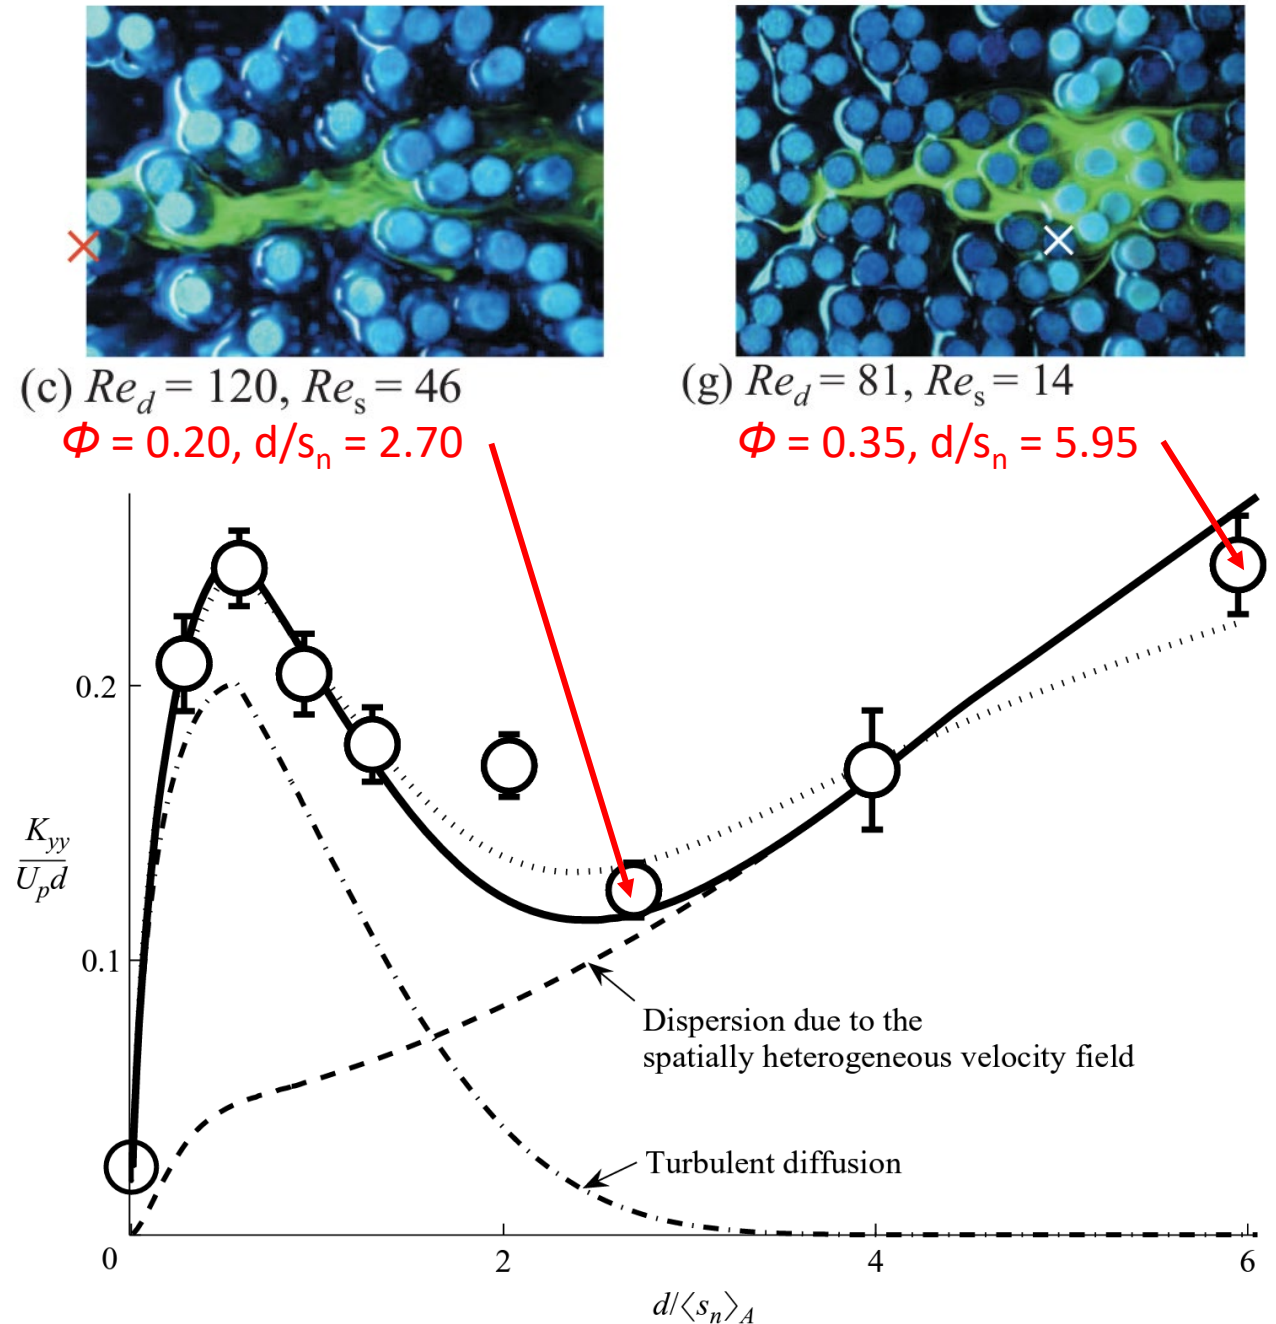 (c) Re_d = 120, Re_s = 46
(g) Re_d = 81, Re_s = 14
Φ = 0.20, d/s_n = 2.70
Φ = 0.35, d/s_n = 5.95
0.2
K_yy
U_p d
0.1
Dispersion due to the
spatially heterogeneous velocity field
Turbulent diffusion
0
2
4
6
d/⟨s_n⟩_A